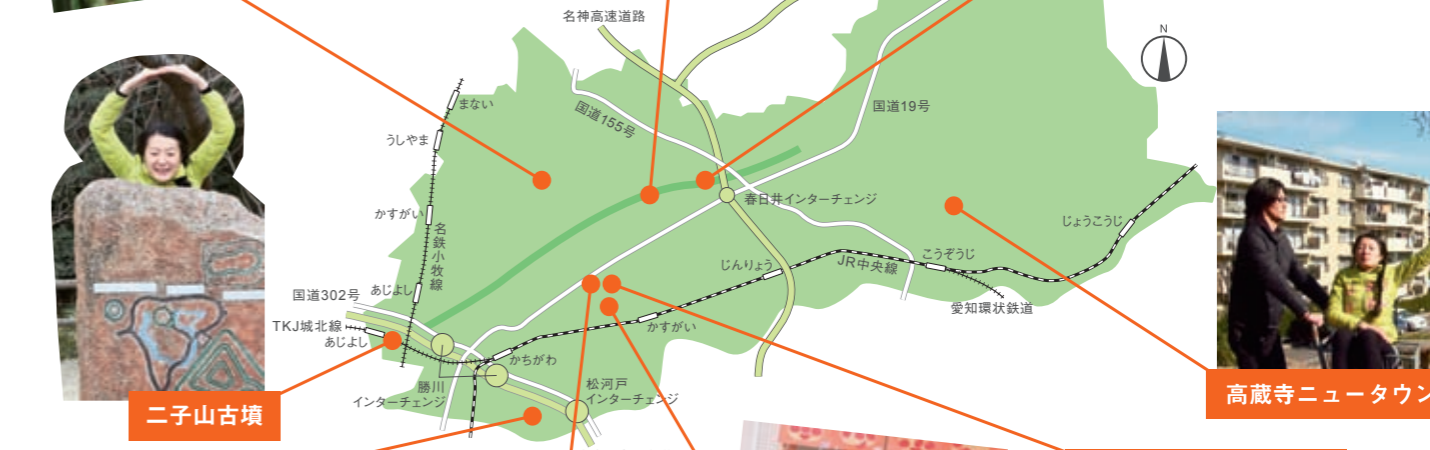 名神高速道路
N
国道19号
国道155号
まない
うしやま
かすがい
名鉄小牧線
春日井インターチェンジ
じょうこうじ
こうぞうじ
JR中央線
じんりょう
愛知環状鉄道
国道302号
あじよし
TKJ城北線
あじよし
かすがい
かちがわ
勝川
インターチェンジ
松河戸
インターチェンジ
二子山古墳
高蔵寺ニュータウン